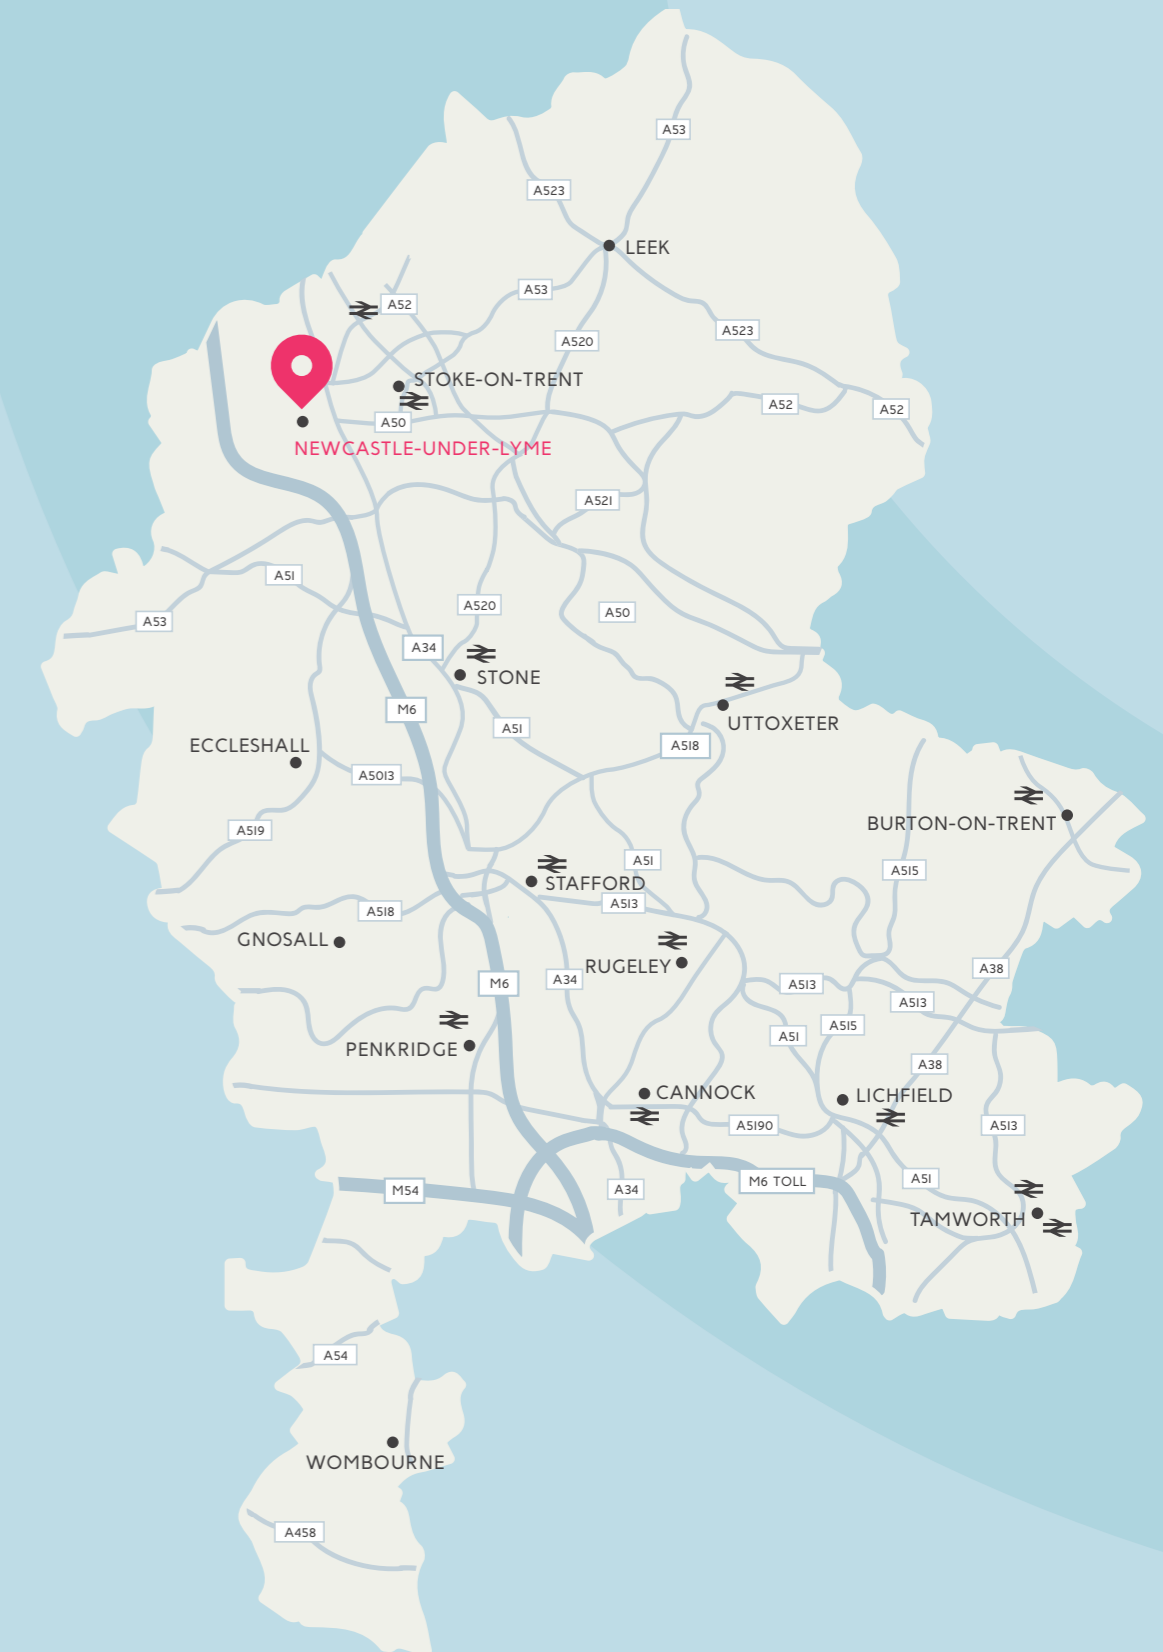 A53
A523
LEEK
A53
A52
A523
A520
STOKE-ON-TRENT
A52
A52
A50
NEWCASTLE-UNDER-LYME
A521
A51
A520
A50
A53
A34
STONE
M6
UTTOXETER
A51
ECCLESHALL
A518
A5013
BURTON-ON-TRENT
A519
A51
A515
STAFFORD
A513
A518
GNOSALL
RUGELEY
A38
M6
A34
A513
A513
A515
A51
PENKRIDGE
A38
CANNOCK
LICHFIELD
A5190
A513
A51
M6 TOLL
M54
A34
TAMWORTH
A54
WOMBOURNE
A458